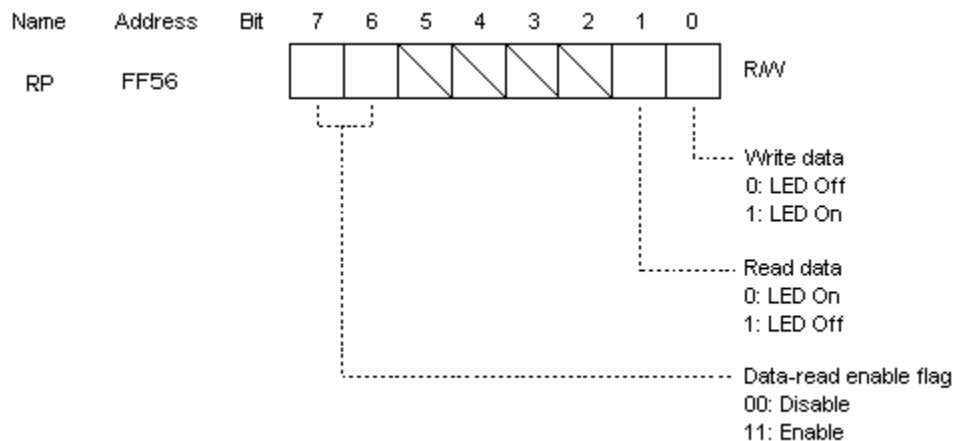 Name Address Bit 7 6 5 4 3 2 1 0
RP FF56 R/W
Write data
0: LED Off
1: LED On
Read data
0: LED On
1: LED Off
Data-read enable flag
00: Disable
11: Enable